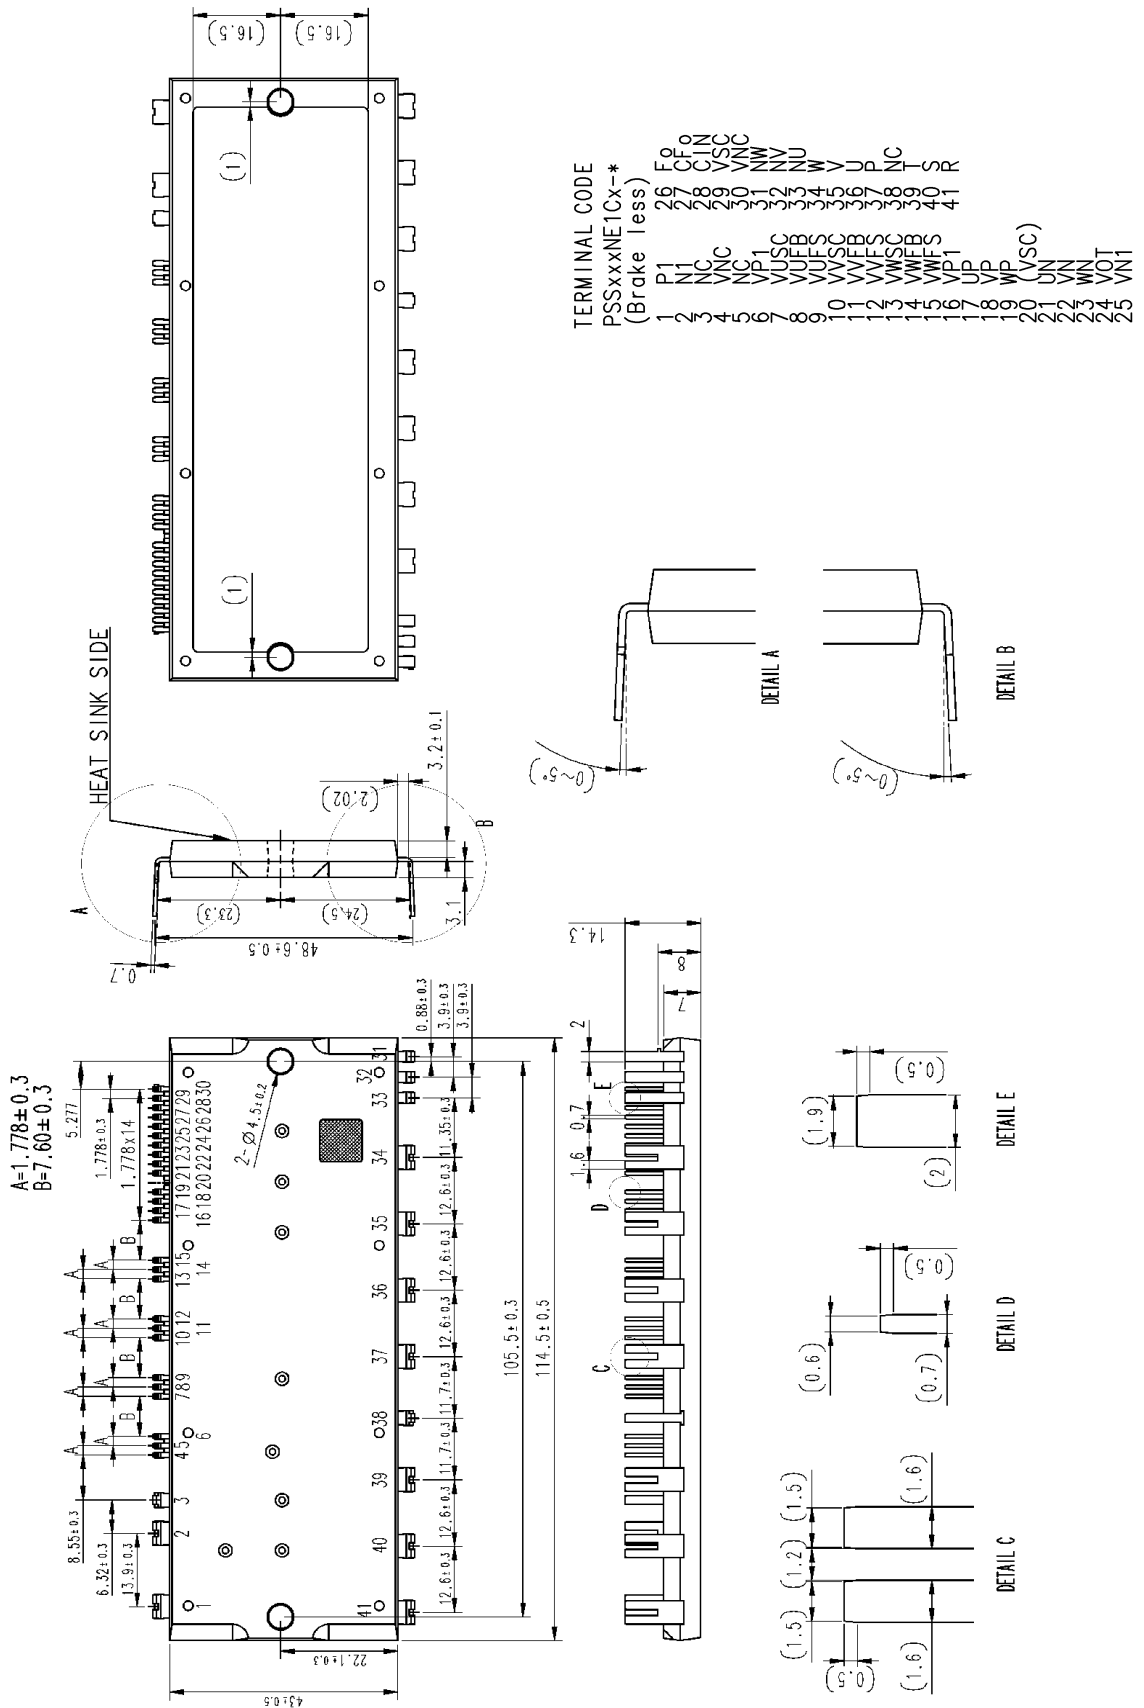 A=1.778±0.3
B=7.60±0.3
5.277
1.778±0.3
1.778x14
A A A A
A A A A
B B B B
8.55±0.3
6.32±0.3
13.9±0.3
1 2 3 4 5 6 7 8 9 10 11 12 13 14 15
17 19 21 23 25 27 29
16 18 20 22 24 26 28 30
2-Ø4.5±0.2
41 40 39 38 37 36 35 34 33 32 31
12.6±0.3
12.6±0.3
11.7±0.3
11.7±0.3
12.6±0.3
12.6±0.3
12.6±0.3
11.35±0.3
0.88±0.3
3.9±0.3
3.9±0.3
105.5±0.3
114.5±0.5
22.1±0.3
43±0.5
HEAT SINK SIDE
A
B
0.7
(23.3)
(24.5)
48.6±0.5
(2.02)
3.2±0.1
3.1
(1)
(1)
(16.5)
(16.5)
14.3
8
7
2
0.7
1.6
C
D
E
(0~5°)
(0~5°)
DETAIL A
DETAIL B
(1.5)
(1.2)
(1.5)
(1.6)
(1.6)
(0.5)
DETAIL C
(0.6)
(0.7)
(0.5)
DETAIL D
(1.9)
(2)
(0.5)
DETAIL E
TERMINAL CODE
PSSxxxNE1Cx-*
(Brake less)
1 P1 26 Fo
2 N1 27 CFo
3 NC 28 CIN
4 VNC 29 VSC
5 NC 30 VNC
6 VP1 31 NW
7 VUSC 32 NV
8 VUFB 33 NU
9 VUFS 34 W
10 VVSC 35 V
11 VVFB 36 U
12 VVFS 37 P
13 VWSC 38 NC
14 VWFB 39 T
15 VWFS 40 S
16 VP1 41 R
17 UP
18 VP
19 WP
20 (VSC)
21 UN
22 VN
23 WN
24 VOT
25 VN1